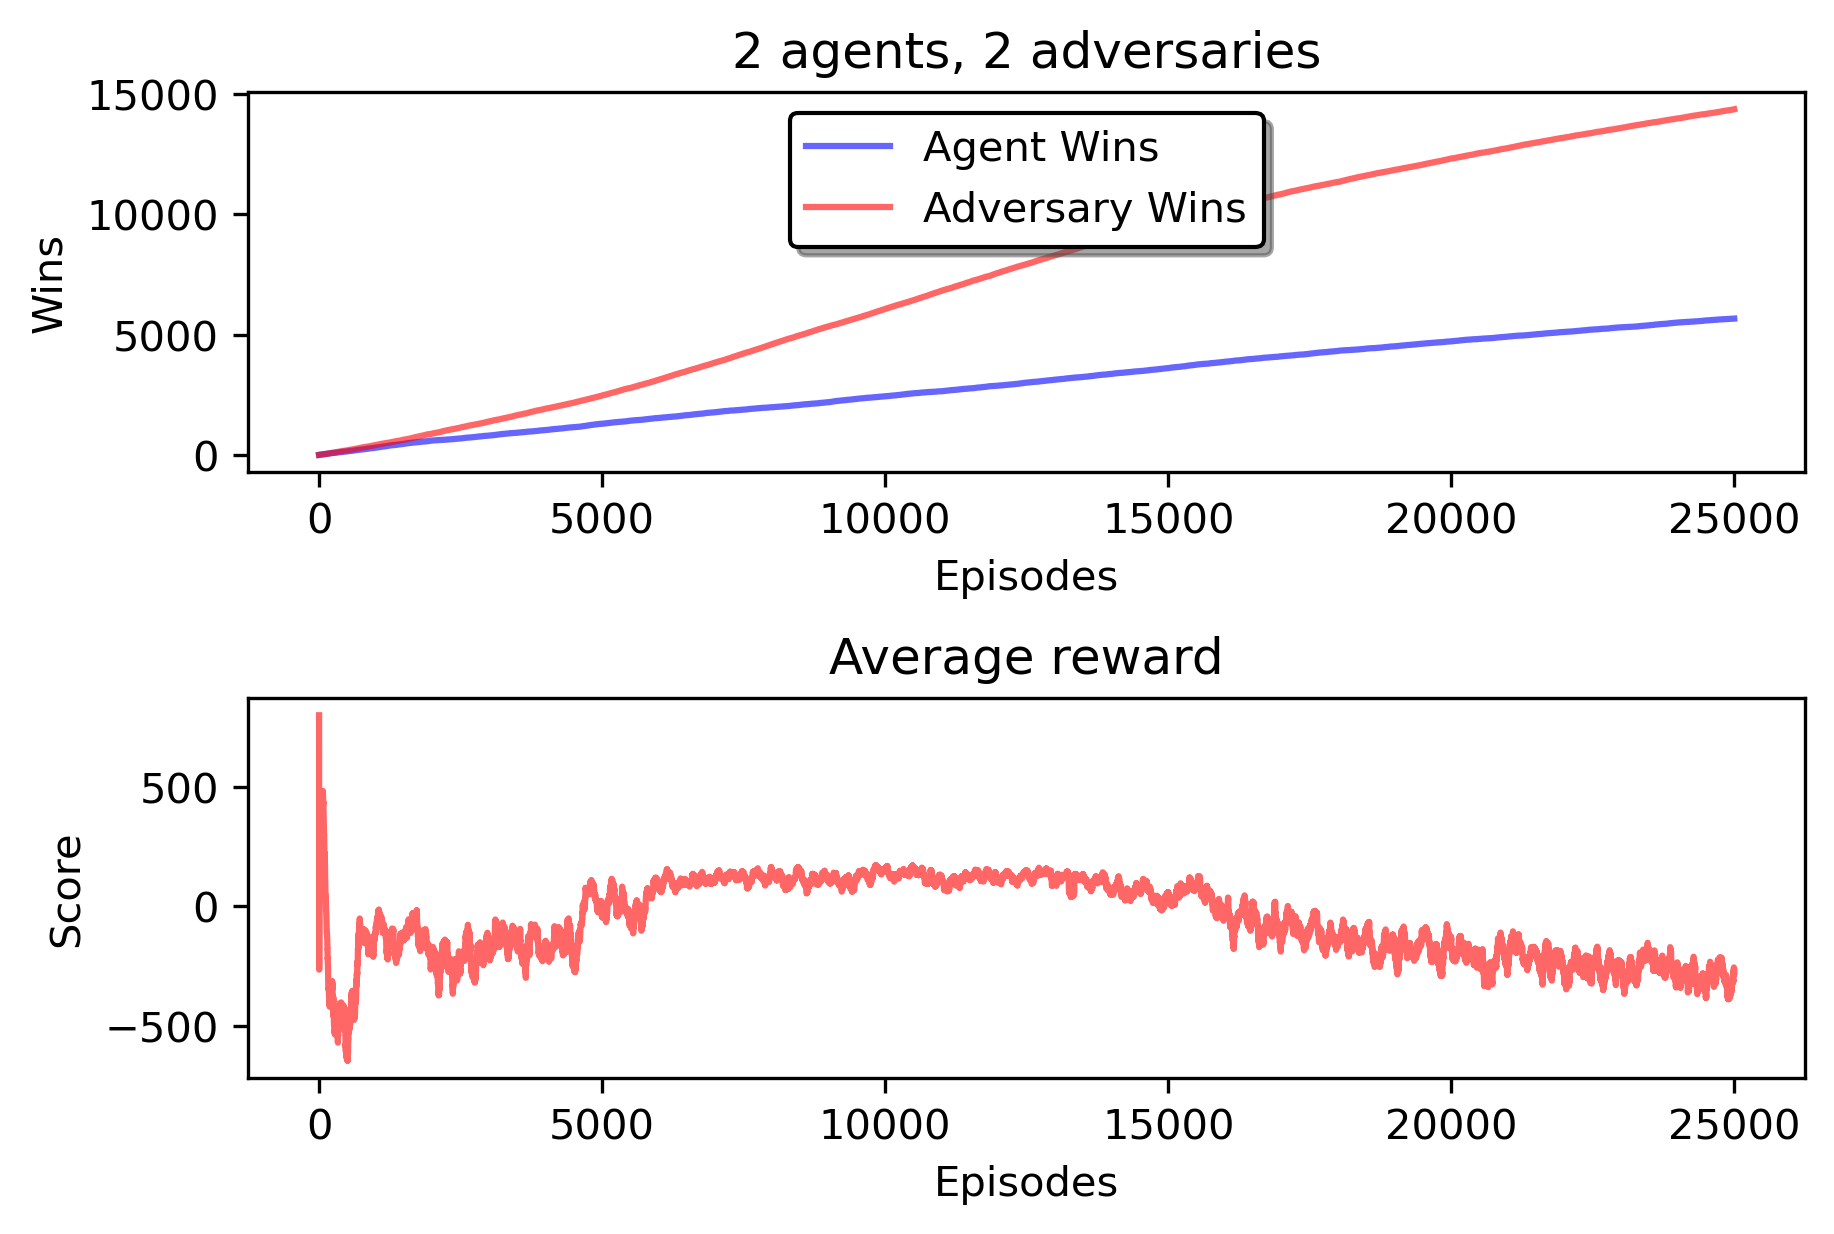 2 agents, 2 adversaries
15000
10000
5000
0
Wins
Agent Wins
Adversary Wins
0 5000 10000 15000 20000 25000
Episodes
Average reward
500
0
−500
Score
0 5000 10000 15000 20000 25000
Episodes